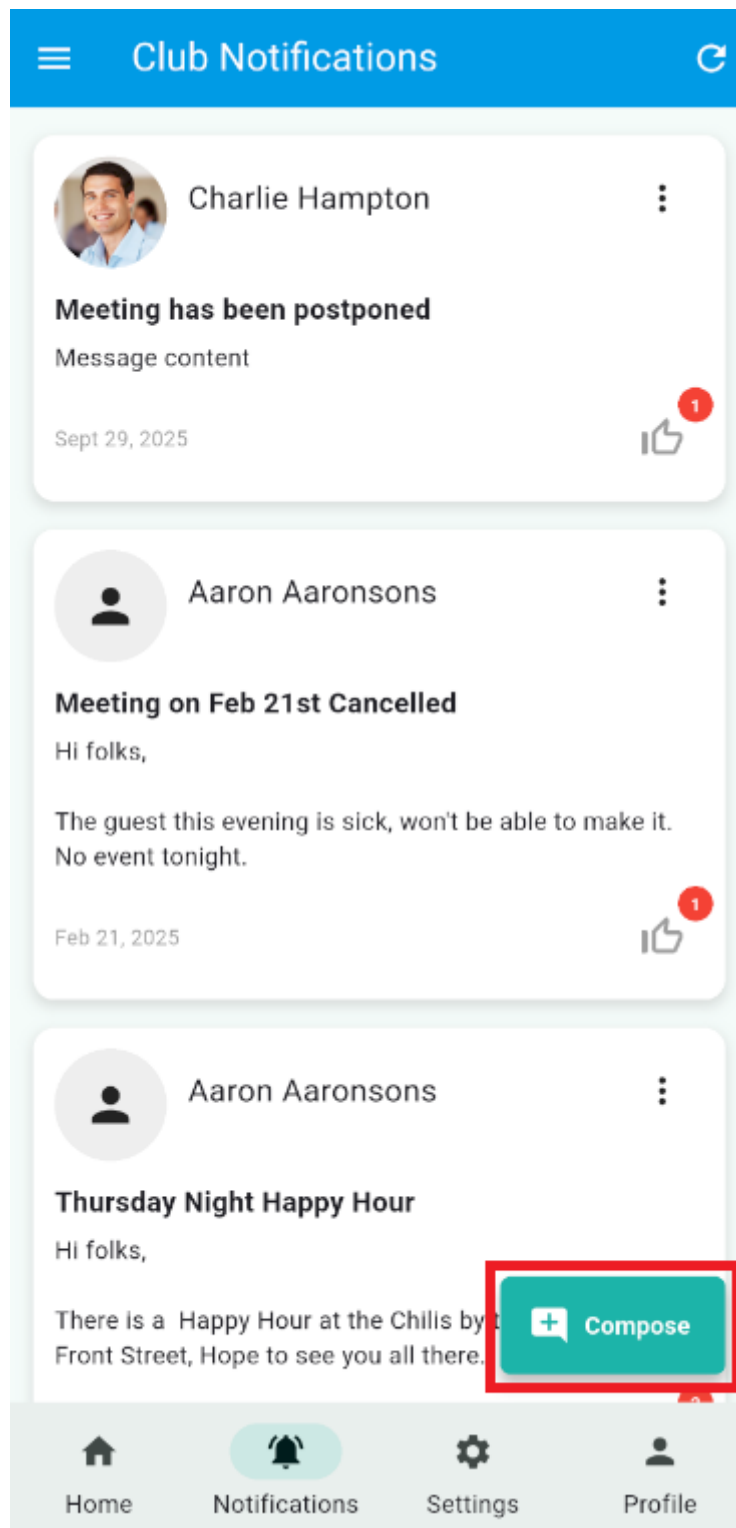 Club Notifications
Charlie Hampton
Meeting has been postponed
Message content
1
Sept 29, 2025
Aaron Aaronsons
Meeting on Feb 21st Cancelled
Hi folks,
The guest this evening is sick, won't be able to make it.
No event tonight.
1
Feb 21, 2025
Aaron Aaronsons
Thursday Night Happy Hour
Hi folks,
There is a Happy Hour at the Chilis by
Front Street, Hope to see you all there.
Compose
Home
Notifications
Settings
Profile